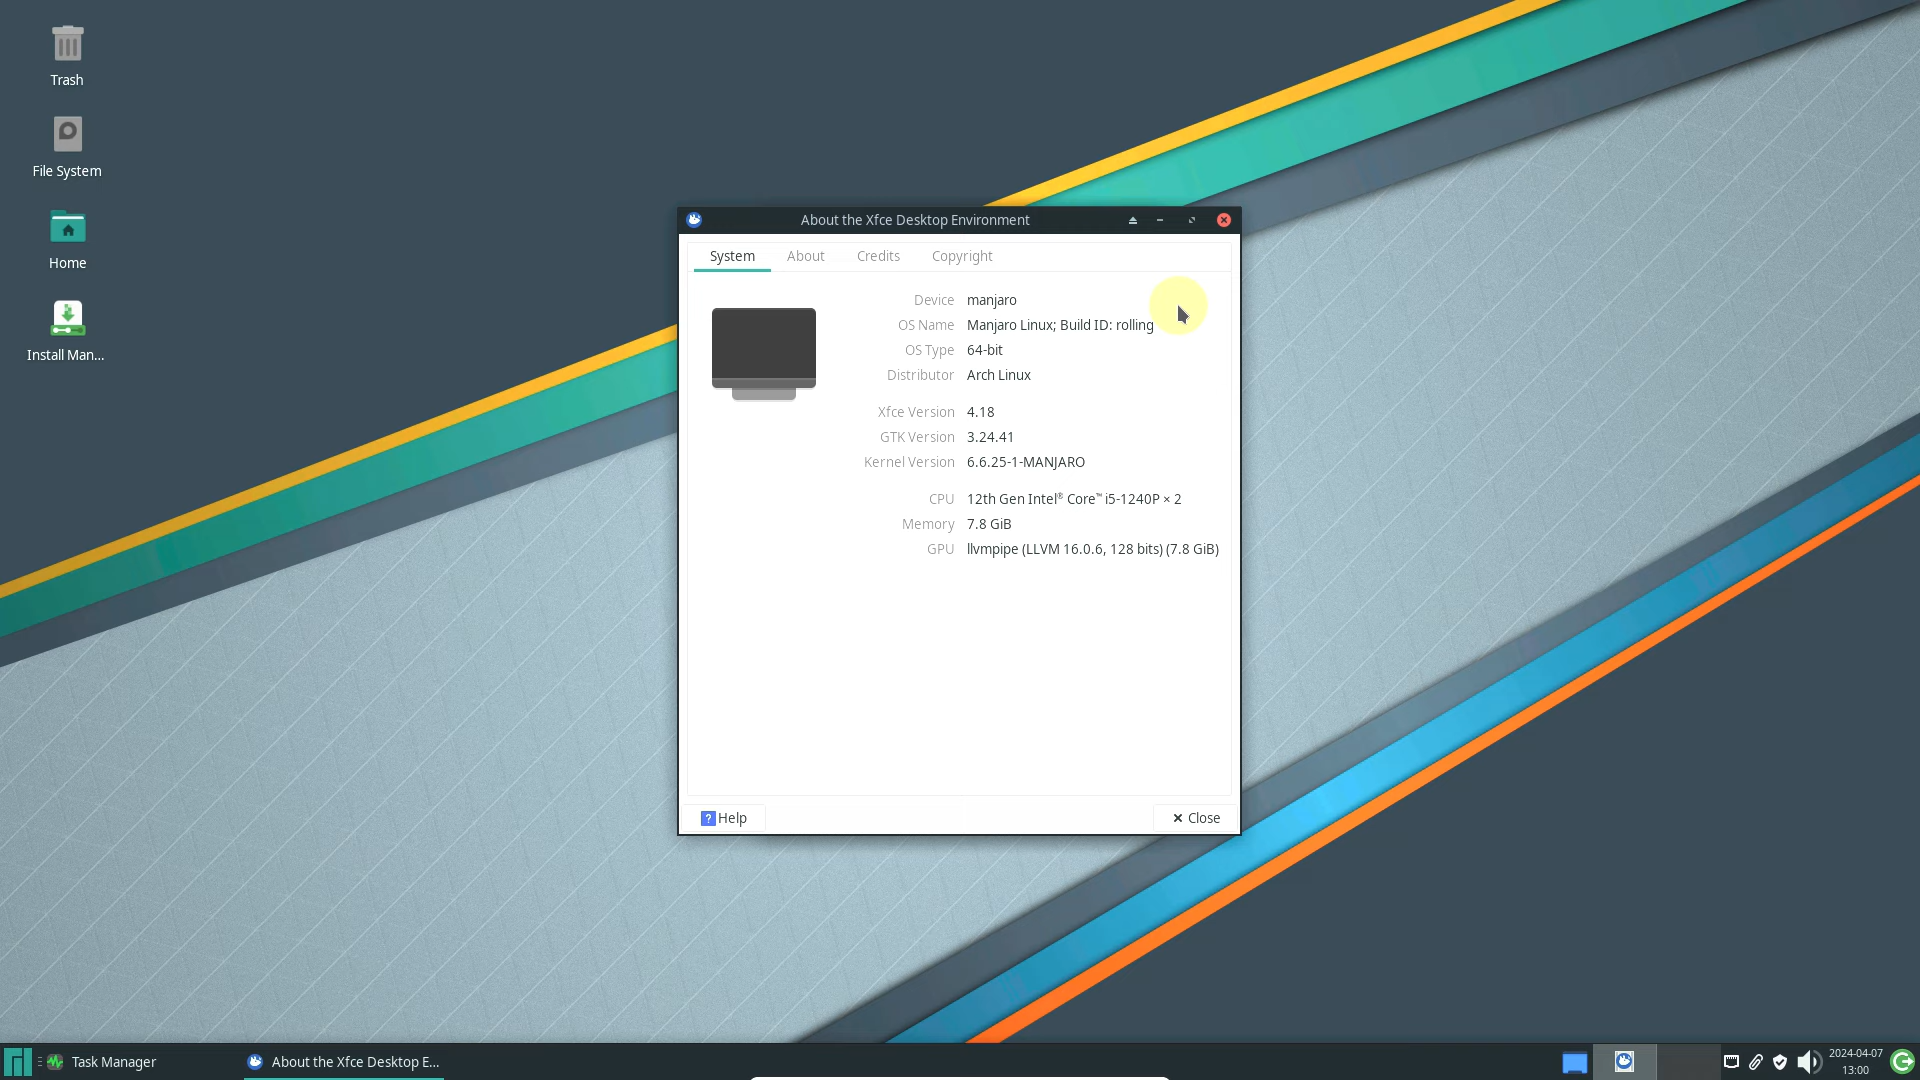 Trash
File System
Home
Install Man...
About the Xfce Desktop Environment
System About Credits Copyright
Device manjaro
OS Name Manjaro Linux; Build ID: rolling
OS Type 64-bit
Distributor Arch Linux
Xfce Version 4.18
GTK Version 3.24.41
Kernel Version 6.6.25-1-MANJARO
CPU 12th Gen Intel® Core™ i5-1240P × 2
Memory 7.8 GiB
GPU llvmpipe (LLVM 16.0.6, 128 bits) (7.8 GiB)
? Help
Close
Task Manager
About the Xfce Desktop E...
2024-04-07
13:00